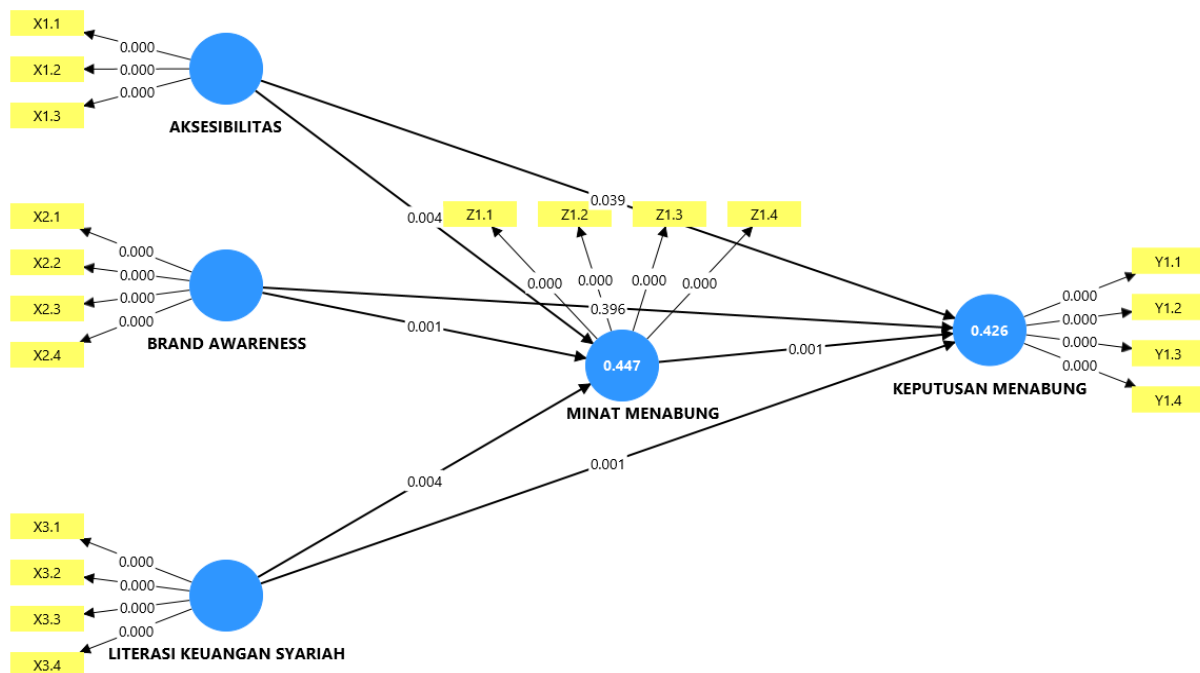 X1.1
0.000
X1.2
0.000
0.000
X1.3
AKSESIBILITAS
0.039
0.004
X2.1
0.000
X2.2
0.000
X2.3
0.000
0.000
X2.4
BRAND AWARENESS
0.396
0.001
Z1.1
Z1.2
Z1.3
Z1.4
0.000
0.000
0.000
0.000
0.447
MINAT MENABUNG
0.001
0.426
KEPUTUSAN MENABUNG
Y1.1
0.000
Y1.2
0.000
0.000
Y1.3
0.000
Y1.4
0.004
0.001
X3.1
0.000
X3.2
0.000
X3.3
0.000
0.000
X3.4
LITERASI KEUANGAN SYARIAH